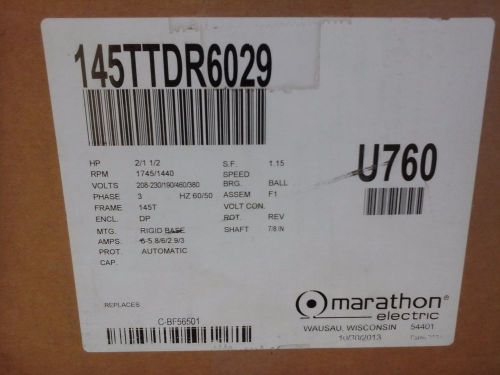 145TTDR6029
HP 2/1 1/2 S.F. 1.15
RPM 1745/1440 SPEED
VOLTS 208-230/190/460/380 BRG. BALL
PHASE 3 HZ 60/50 ASSEM F1
FRAME 145T VOLT CON.
ENCL. DP ROT. REV
MTG. RIGID BASE SHAFT 7/8 IN
AMPS. 6-5.8/6/2.9/3
PROT. AUTOMATIC
CAP.
U760
REPLACES
C-BF56501
marathon®
electric
WAUSAU, WISCONSIN 54401
10/30/2013